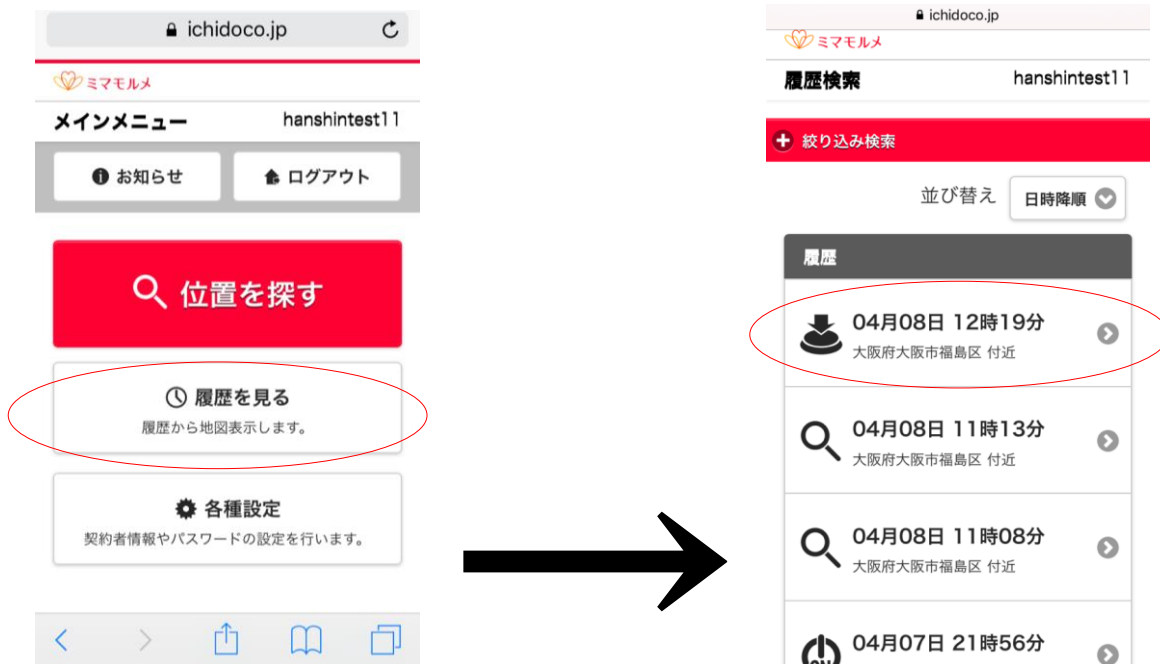 ichidoco.jp
ミマモルメ
メインメニュー hanshintest11
お知らせ ログアウト
位置を探す
履歴を見る
履歴から地図表示します。
各種設定
契約者情報やパスワードの設定を行います。
ichidoco.jp
ミマモルメ
履歴検索 hanshintest11
絞り込み検索
並び替え 日時降順
履歴
04月08日 12時19分
大阪府大阪市福島区 付近
04月08日 11時13分
大阪府大阪市福島区 付近
04月08日 11時08分
大阪府大阪市福島区 付近
04月07日 21時56分
ON